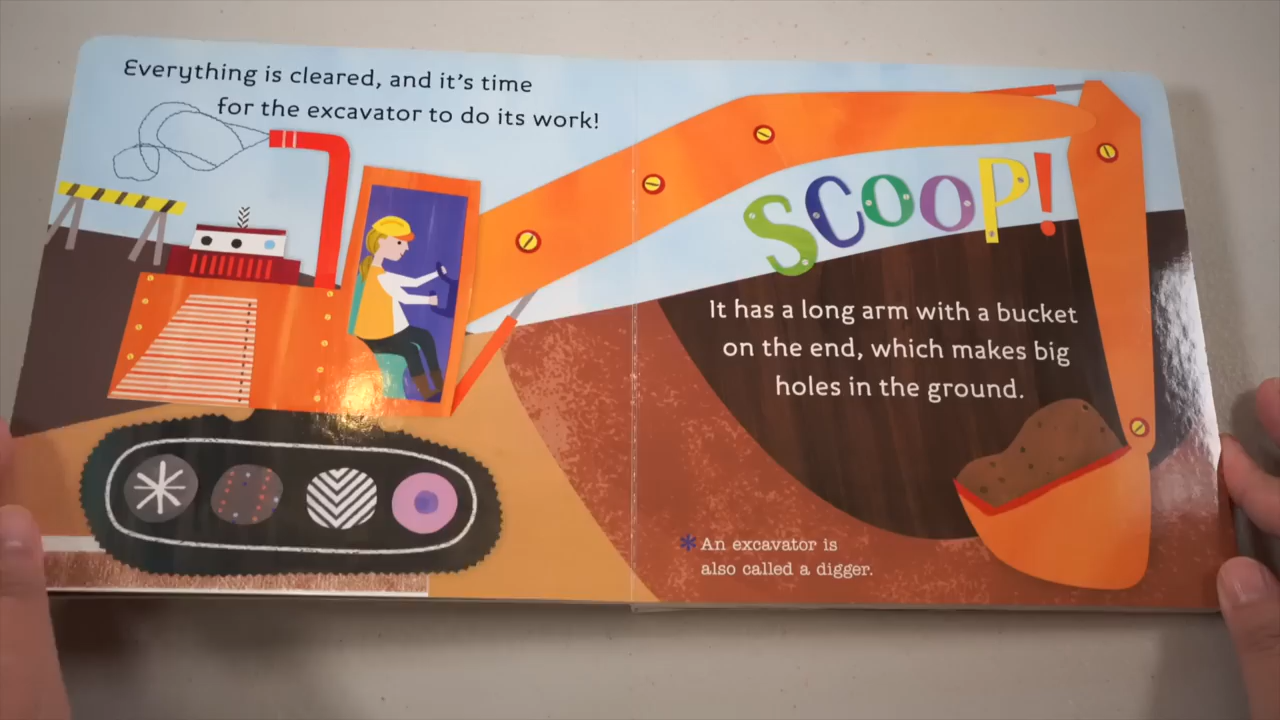 Everything is cleared, and it's time
for the excavator to do its work!
SCOOP!
It has a long arm with a bucket
on the end, which makes big
holes in the ground.
* An excavator is
also called a digger.